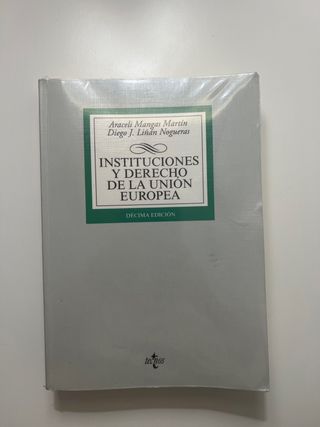 Araceli Mangas Martín
Diego J. Liñán Nogueras
INSTITUCIONES
Y DERECHO
DE LA UNIÓN
EUROPEA
DÉCIMA EDICIÓN
tecnos